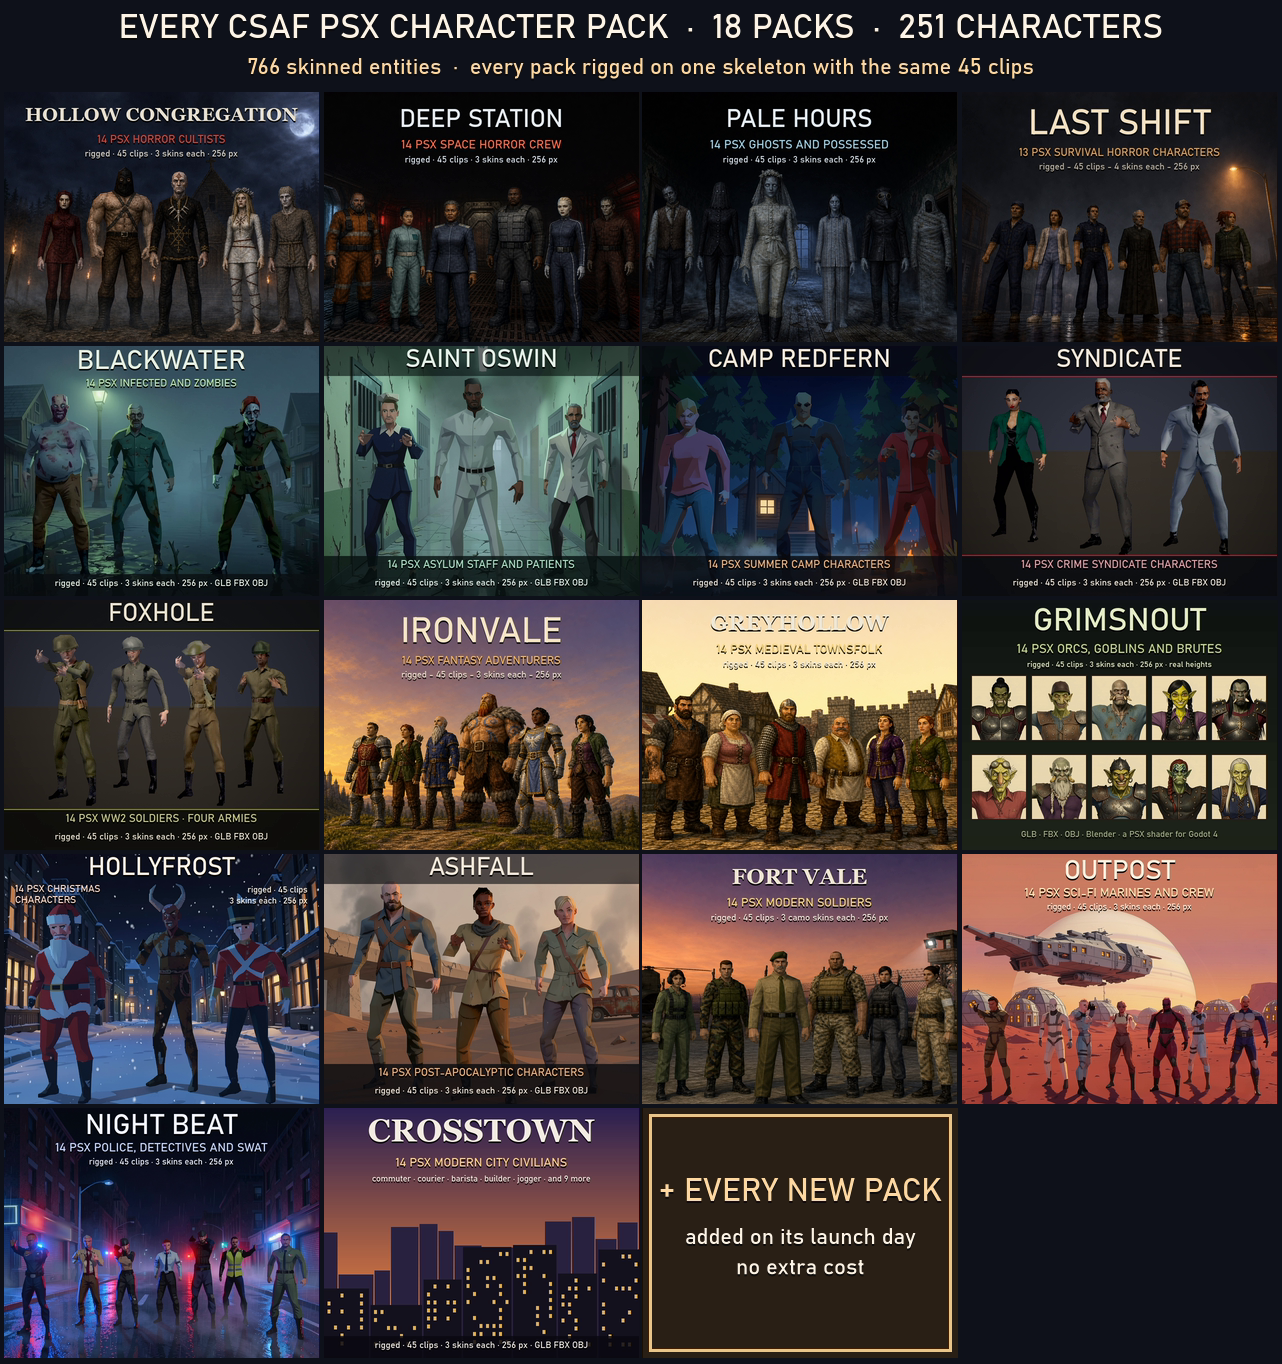 EVERY CSAF PSX CHARACTER PACK · 18 PACKS · 251 CHARACTERS
766 skinned entities · every pack rigged on one skeleton with the same 45 clips
HOLLOW CONGREGATION
14 PSX HORROR CULTISTS
rigged · 45 clips · 3 skins each · 256 px
DEEP STATION
14 PSX SPACE HORROR CREW
rigged · 45 clips · 3 skins each · 256 px
PALE HOURS
14 PSX GHOSTS AND POSSESSED
rigged · 45 clips · 3 skins each · 256 px
LAST SHIFT
13 PSX SURVIVAL HORROR CHARACTERS
rigged - 45 clips - 4 skins each - 256 px
BLACKWATER
14 PSX INFECTED AND ZOMBIES
rigged · 45 clips · 3 skins each · 256 px · GLB FBX OBJ
SAINT OSWIN
14 PSX ASYLUM STAFF AND PATIENTS
rigged · 45 clips · 3 skins each · 256 px · GLB FBX OBJ
CAMP REDFERN
14 PSX SUMMER CAMP CHARACTERS
rigged · 45 clips · 3 skins each · 256 px · GLB FBX OBJ
SYNDICATE
14 PSX CRIME SYNDICATE CHARACTERS
rigged · 45 clips · 3 skins each · 256 px · GLB FBX OBJ
FOXHOLE
14 PSX WW2 SOLDIERS · FOUR ARMIES
rigged · 45 clips · 3 skins each · 256 px · GLB FBX OBJ
IRONVALE
14 PSX FANTASY ADVENTURERS
rigged - 45 clips - 3 skins each - 256 px
GREYHOLLOW
14 PSX MEDIEVAL TOWNSFOLK
rigged · 45 clips · 3 skins each · 256 px
GRIMSNOUT
14 PSX ORCS, GOBLINS AND BRUTES
rigged · 45 clips · 3 skins each · 256 px · real heights
GLB · FBX · OBJ · Blender · a PSX shader for Godot 4
HOLLYFROST
14 PSX CHRISTMAS
CHARACTERS
rigged · 45 clips
3 skins each · 256 px
ASHFALL
14 PSX POST-APOCALYPTIC CHARACTERS
rigged · 45 clips · 3 skins each · 256 px · GLB FBX OBJ
FORT VALE
14 PSX MODERN SOLDIERS
rigged · 45 clips · 3 camo skins each · 256 px
OUTPOST
14 PSX SCI-FI MARINES AND CREW
rigged · 45 clips · 3 skins each · 256 px
NIGHT BEAT
14 PSX POLICE, DETECTIVES AND SWAT
rigged · 45 clips · 3 skins each · 256 px
CROSSTOWN
14 PSX MODERN CITY CIVILIANS
commuter · courier · barista · builder · jogger · and 9 more
rigged · 45 clips · 3 skins each · 256 px · GLB FBX OBJ
+ EVERY NEW PACK
added on its launch day
no extra cost